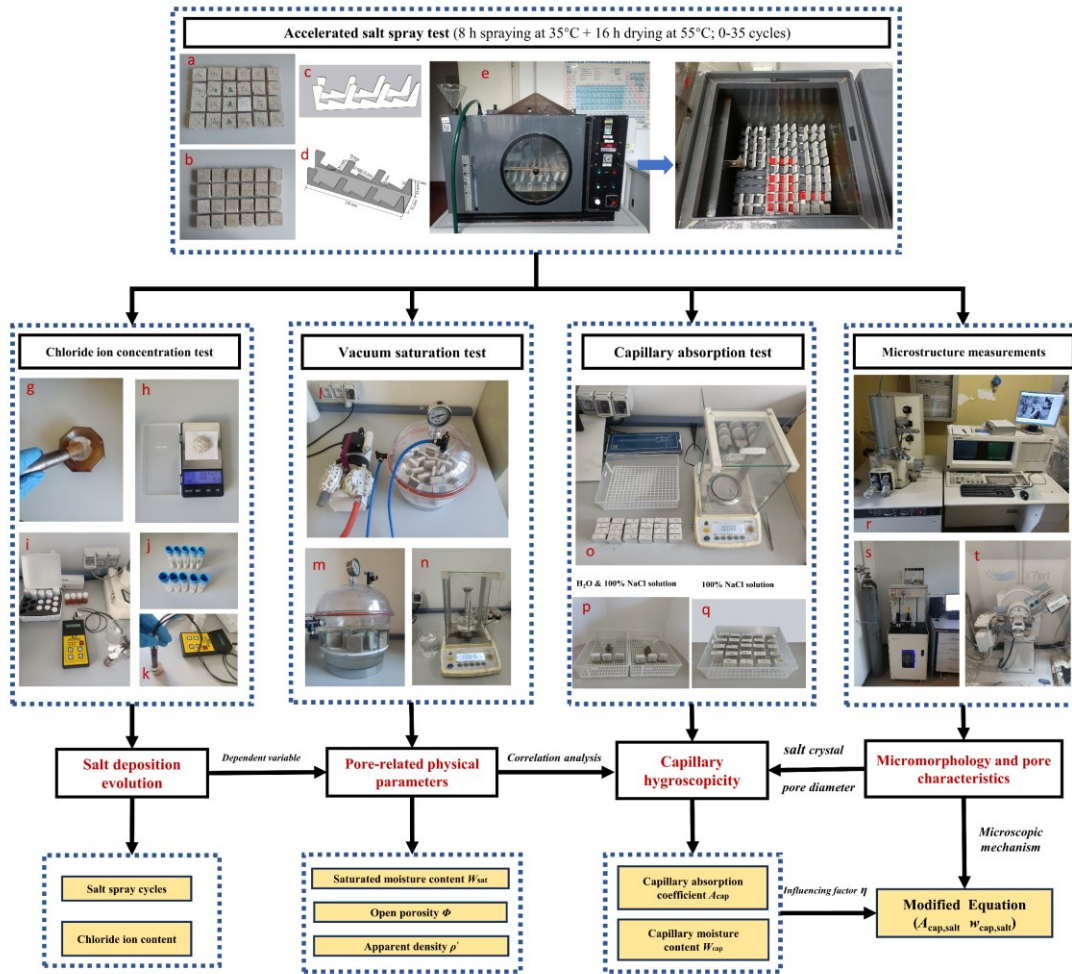 Accelerated salt spray test (8 h spraying at 35°C + 16 h drying at 55°C; 0-35 cycles)
a
b
c
d
e
f
Chloride ion concentration test
g
h
i
j
k
Vacuum saturation test
l
m
n
Capillary absorption test
o
H₂O & 100% NaCl solution
100% NaCl solution
p
q
Microstructure measurements
r
s
t
Salt deposition
evolution
Dependent variable
Pore-related physical
parameters
Correlation analysis
Capillary
hygroscopicity
salt crystal
pore diameter
Micromorphology and pore
characteristics
Microscopic
mechanism
Salt spray cycles
Chloride ion content
Saturated moisture content Wsat
Open porosity Φ
Apparent density ρ'
Capillary absorption
coefficient Acap
Capillary moisture
content Wcap
Influencing factor η
Modified Equation
(Acap,salt wcap,salt)